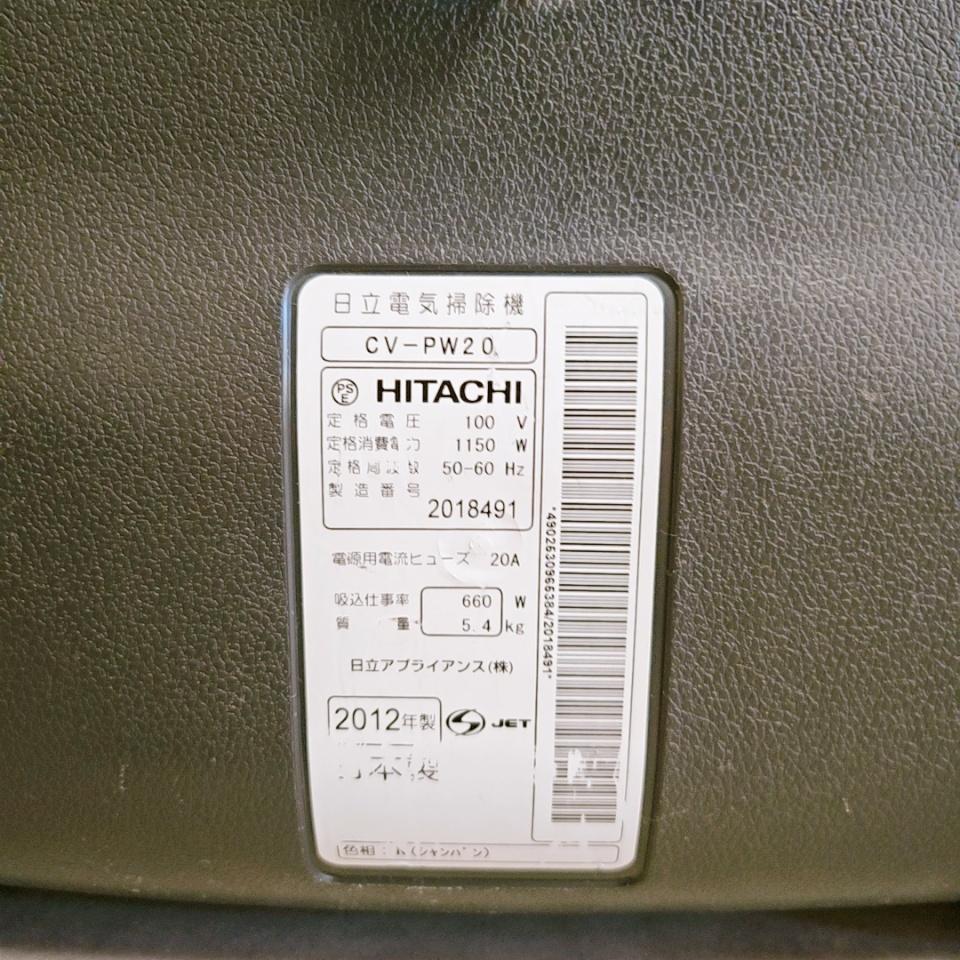 日立電気掃除機
CV-PW20
PS E HITACHI
定格電圧 100 V
定格消費電力 1150 W
定格周波数 50-60 Hz
製造番号
2018491
電源用電流ヒューズ 20A
吸込仕事率 660 W
質量 5.4 kg
日立アプライアンス(株)
2012年製 JET
日本製
色相: (シャンパン)
*4902530965384/2018491*